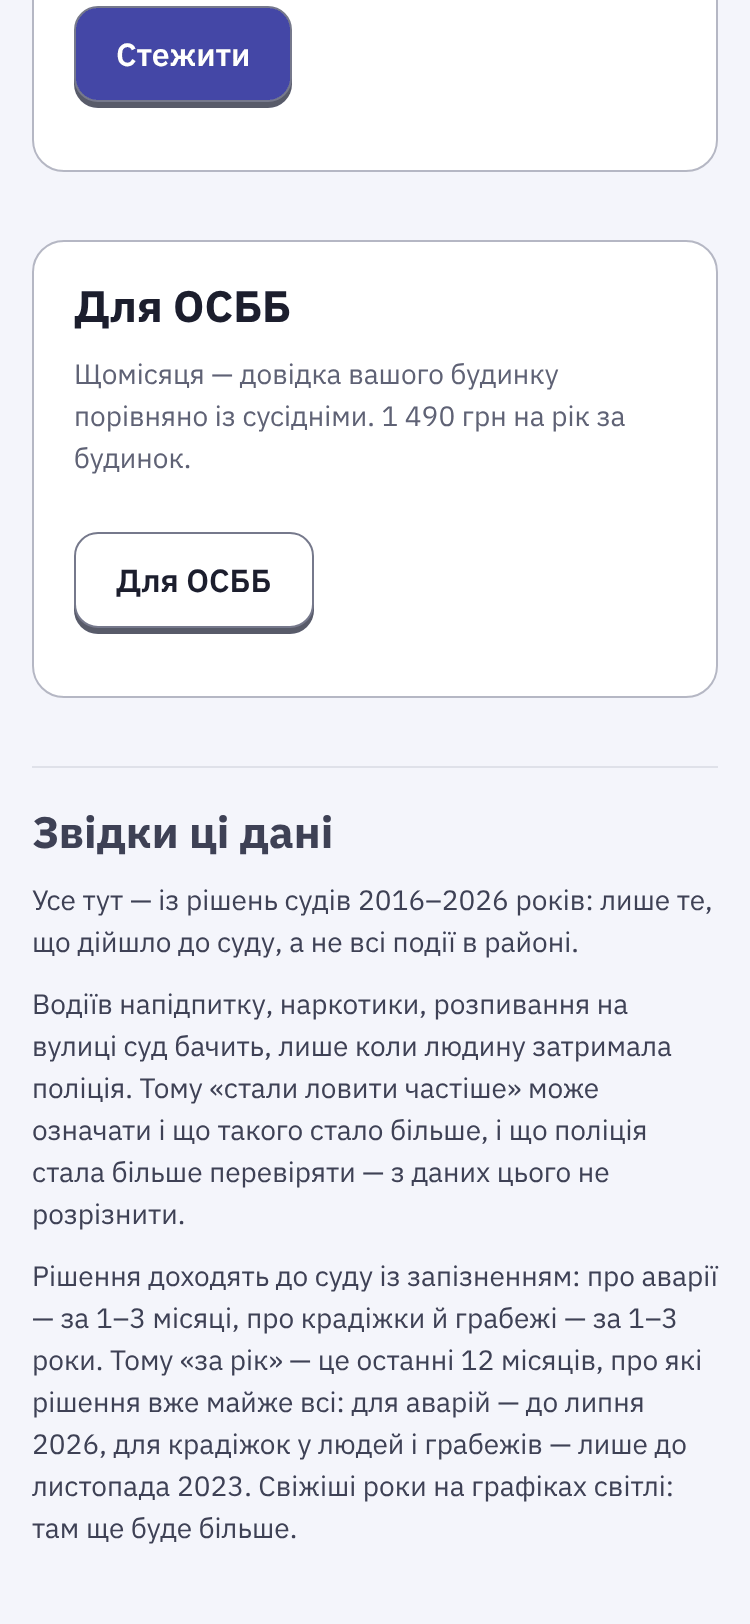 Стежити
Для ОСББ
Щомісяця — довідка вашого будинку
порівняно із сусідніми. 1 490 грн на рік за
будинок.
Для ОСББ
Звідки ці дані
Усе тут — із рішень судів 2016–2026 років: лише те,
що дійшло до суду, а не всі події в районі.
Водіїв напідпитку, наркотики, розпивання на
вулиці суд бачить, лише коли людину затримала
поліція. Тому «стали ловити частіше» може
означати і що такого стало більше, і що поліція
стала більше перевіряти — з даних цього не
розрізнити.
Рішення доходять до суду із запізненням: про аварії
— за 1–3 місяці, про крадіжки й грабежі — за 1–3
роки. Тому «за рік» — це останні 12 місяців, про які
рішення вже майже всі: для аварій — до липня
2026, для крадіжок у людей і грабежів — лише до
листопада 2023. Свіжіші роки на графіках світлі:
там ще буде більше.